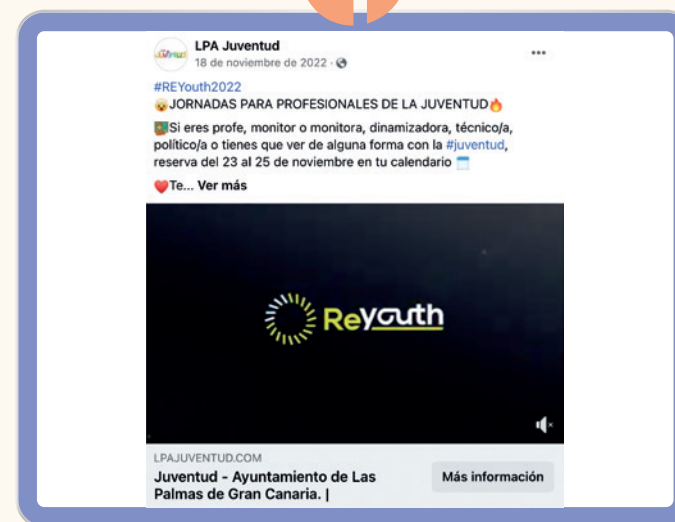 LPA Juventud
18 de noviembre de 2022 ·
#REYouth2022
😺JORNADAS PARA PROFESIONALES DE LA JUVENTUD🔥
Si eres profe, monitor o monitora, dinamizadora, técnico/a,
político/a o tienes que ver de alguna forma con la #juventud,
reserva del 23 al 25 de noviembre en tu calendario 🗓️
❤️Te... Ver más
Reyouth
LPAJUVENTUD.COM
Juventud - Ayuntamiento de Las
Palmas de Gran Canaria. |
Más información